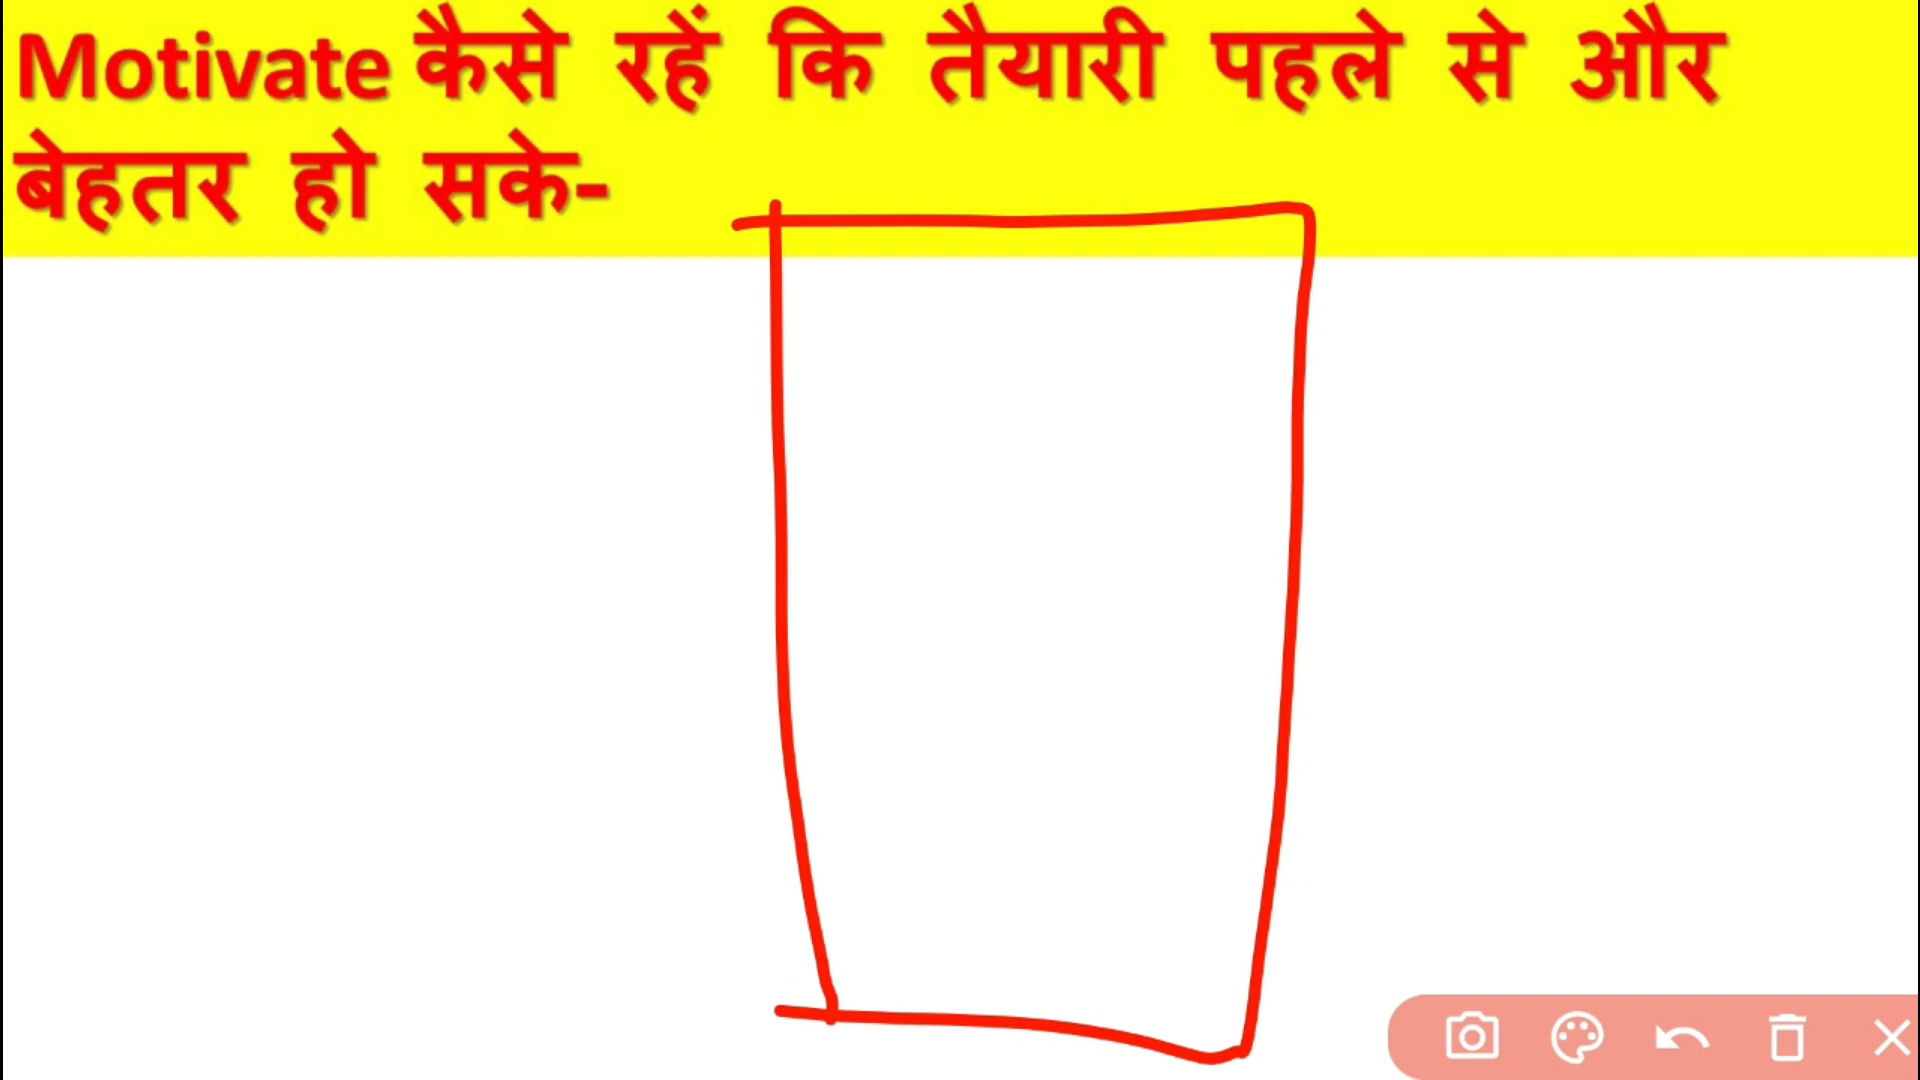 Motivate कैसे रहें कि तैयारी पहले से और
बेहतर हो सके-